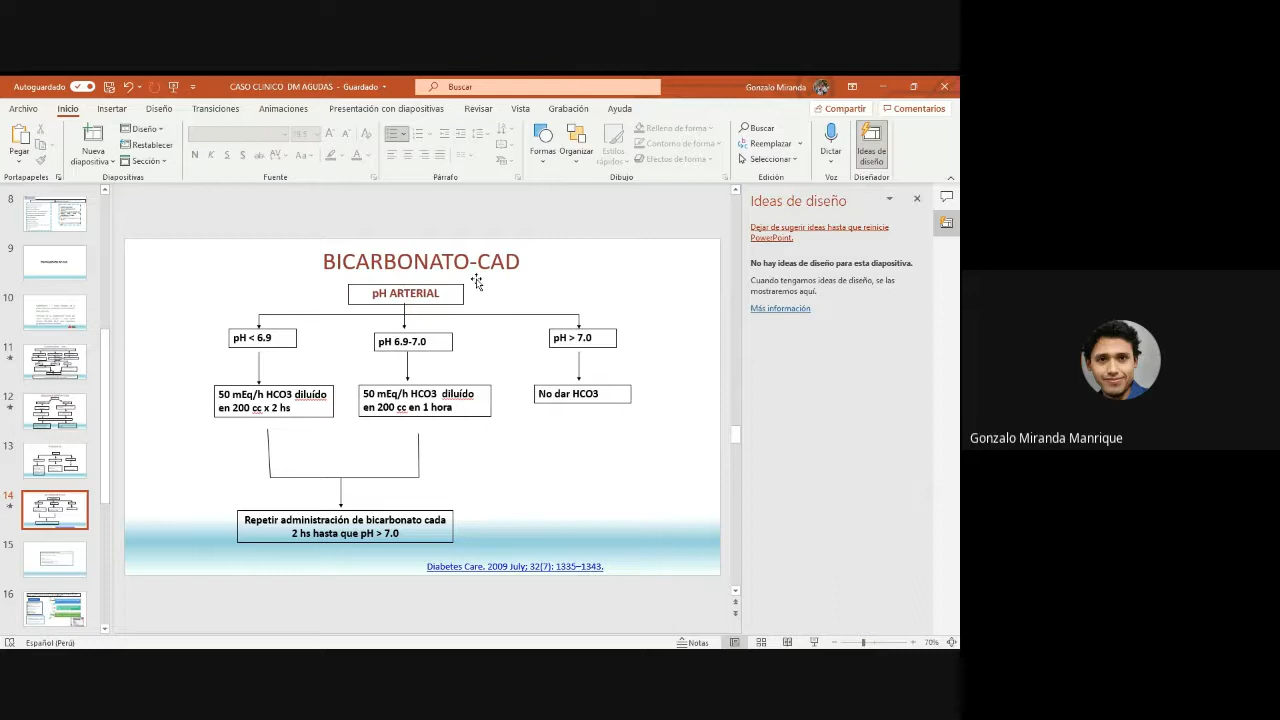 Autoguardado
CASO CLINICO DM AGUDAS - Guardado
Buscar
Gonzalo Miranda
Archivo Inicio Insertar Diseño Transiciones Animaciones Presentación con diapositivas Revisar Vista Grabación Ayuda
Compartir Comentarios
Pegar
Nueva
diapositiva
Diseño
Restablecer
Sección
N K S S ab AV Aa A
Formas
Organizar
Estilos
rápidos
Relleno de forma
Contorno de forma
Efectos de forma
Buscar
Reemplazar
Seleccionar
Dictar
Ideas de
diseño
Portapapeles Diapositivas Fuente Párrafo Dibujo Edición Voz Diseñador
8
9
10
11
12
13
14
15
16
BICARBONATO-CAD
pH ARTERIAL
pH < 6.9
pH 6.9-7.0
pH > 7.0
50 mEq/h HCO3 diluído
en 200 cc x 2 hs
50 mEq/h HCO3 diluído
en 200 cc en 1 hora
No dar HCO3
Repetir administración de bicarbonato cada
2 hs hasta que pH > 7.0
Diabetes Care. 2009 July; 32(7): 1335–1343.
Ideas de diseño
Dejar de sugerir ideas hasta que reinicie
PowerPoint.
No hay ideas de diseño para esta diapositiva.
Cuando tengamos ideas de diseño, se las
mostraremos aquí.
Más información
Español (Perú)
Notas
70%
Gonzalo Miranda Manrique